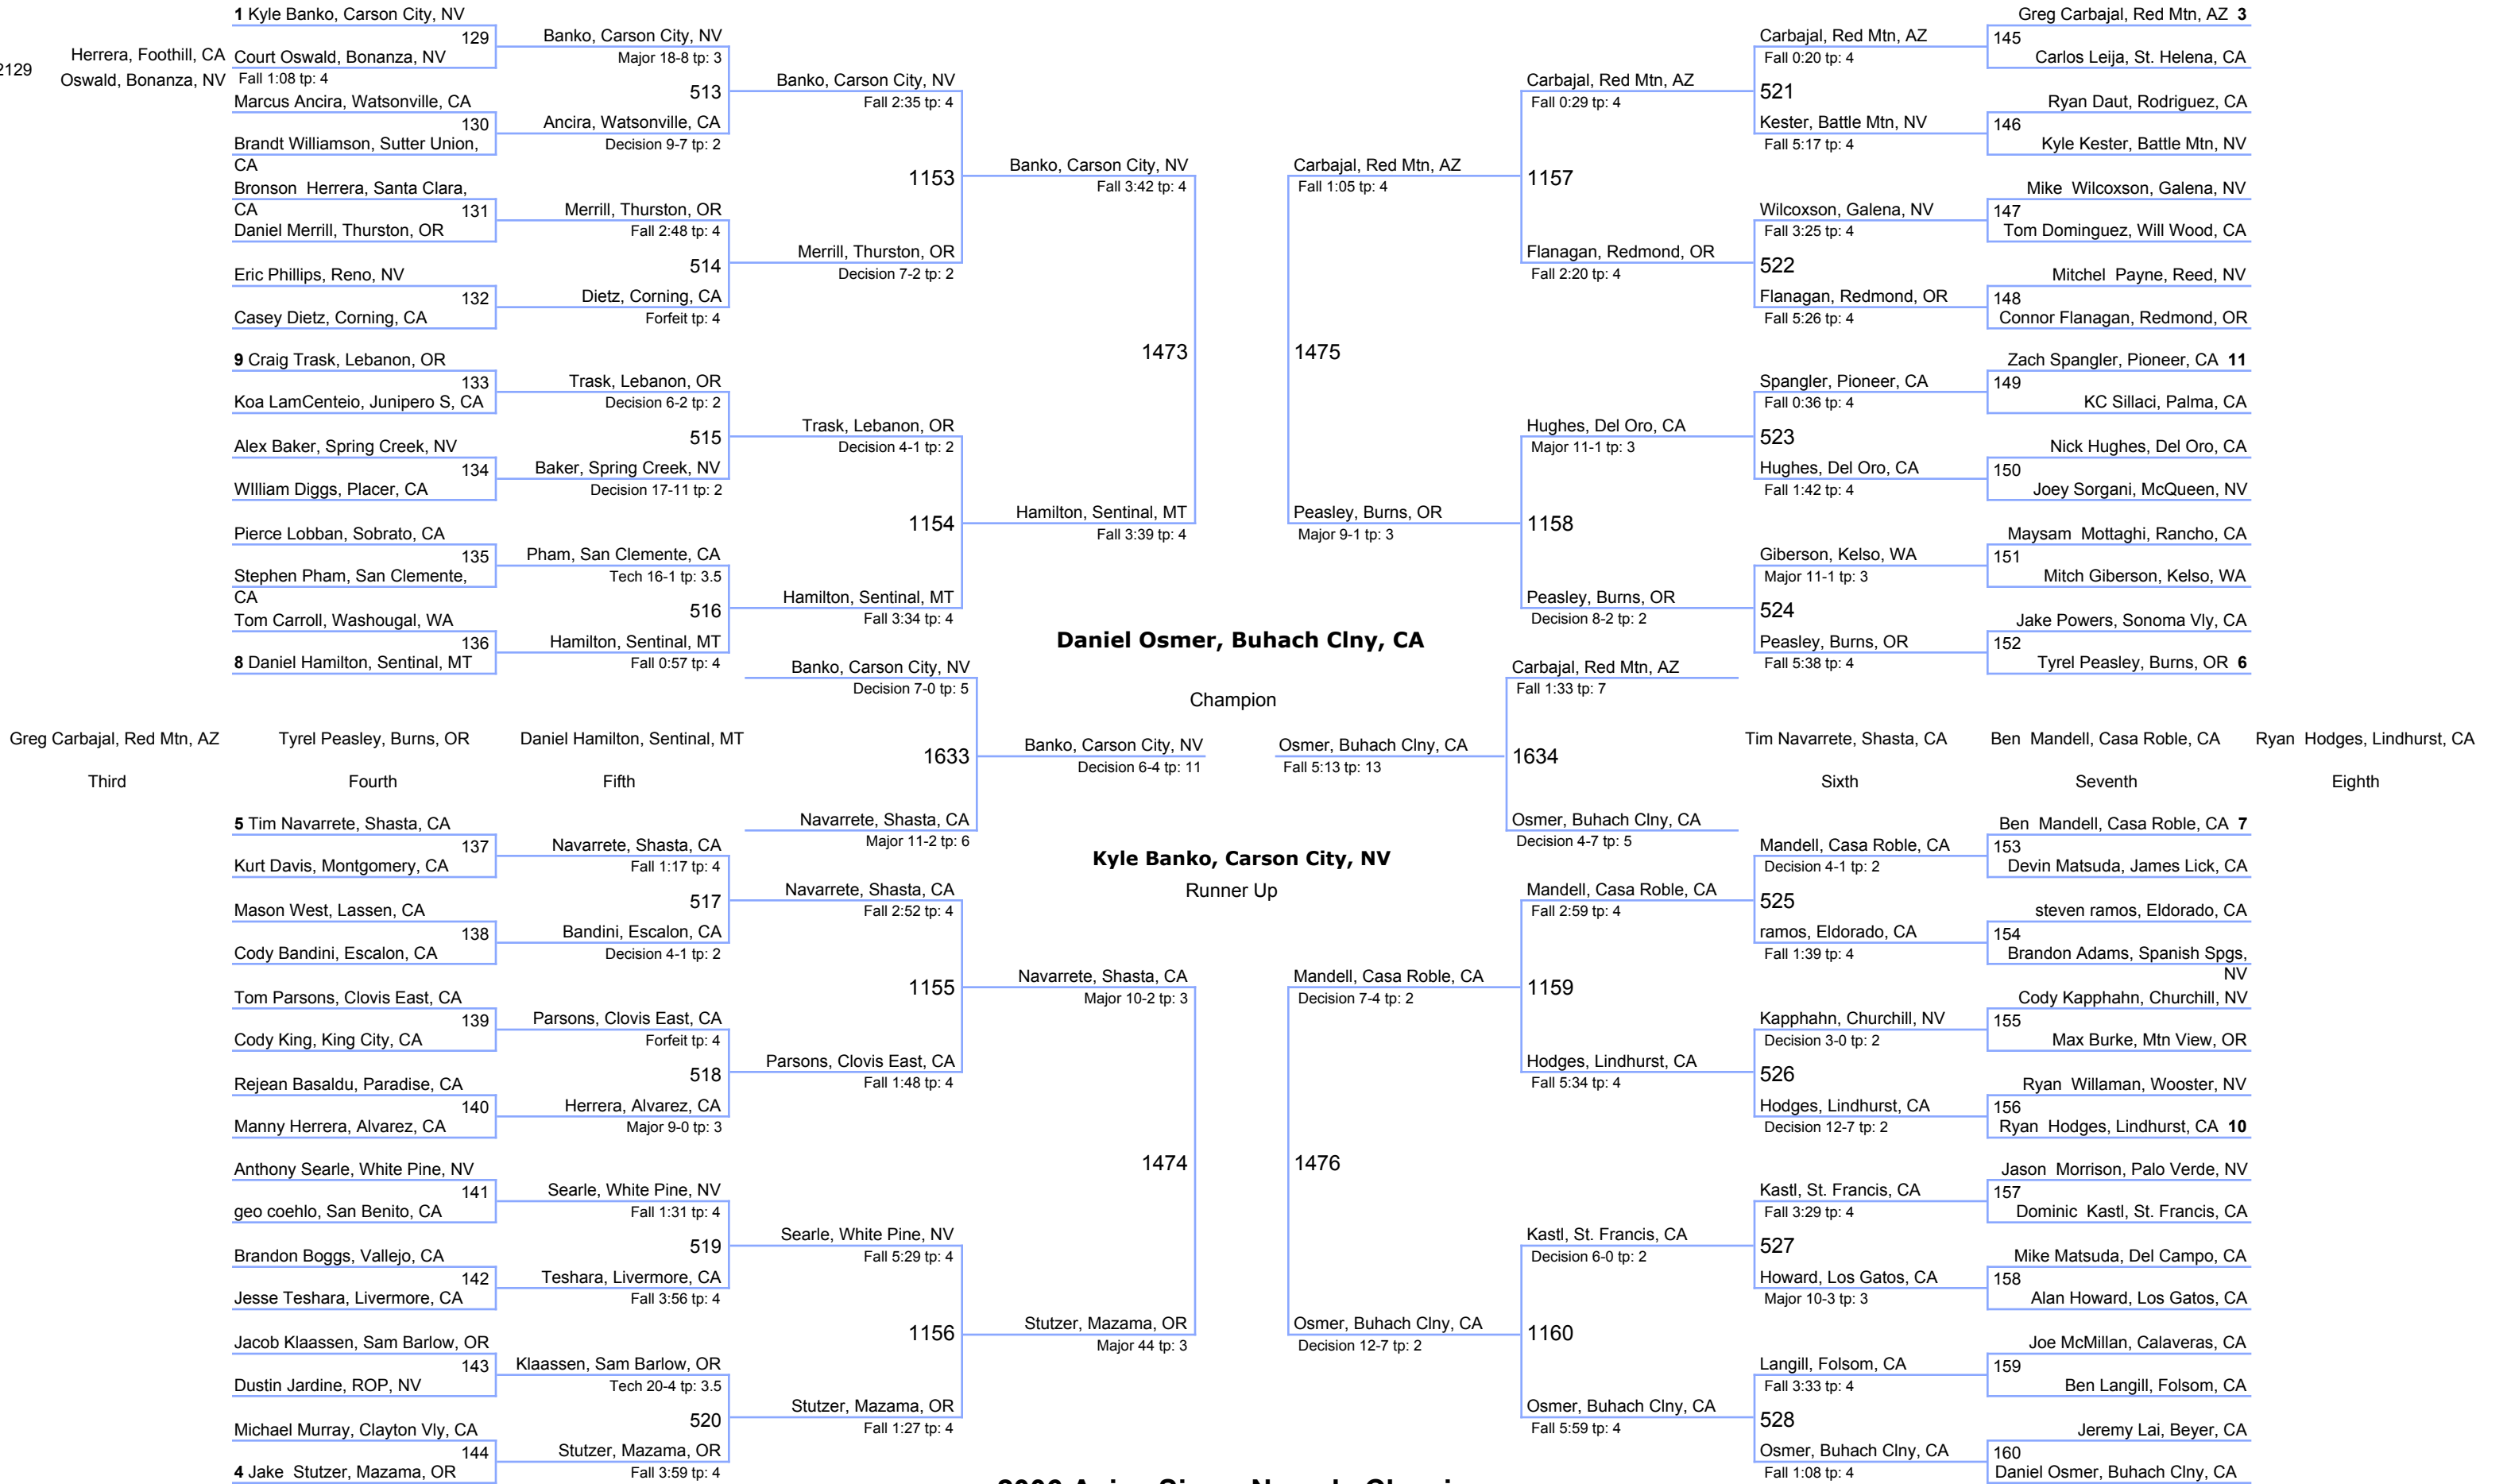 2129
Herrera, Foothill, CA
Oswald, Bonanza, NV
1 Kyle Banko, Carson City, NV
129
Court Oswald, Bonanza, NV
Fall 1:08 tp: 4
Marcus Ancira, Watsonville, CA
130
Brandt Williamson, Sutter Union,
CA
Bronson Herrera, Santa Clara,
CA
131
Daniel Merrill, Thurston, OR
Eric Phillips, Reno, NV
132
Casey Dietz, Corning, CA
9 Craig Trask, Lebanon, OR
133
Koa LamCenteio, Junipero S, CA
Alex Baker, Spring Creek, NV
134
WIlliam Diggs, Placer, CA
Pierce Lobban, Sobrato, CA
135
Stephen Pham, San Clemente,
CA
Tom Carroll, Washougal, WA
136
8 Daniel Hamilton, Sentinal, MT
Banko, Carson City, NV
Major 18-8 tp: 3
513
Ancira, Watsonville, CA
Decision 9-7 tp: 2
Merrill, Thurston, OR
Fall 2:48 tp: 4
514
Dietz, Corning, CA
Forfeit tp: 4
Trask, Lebanon, OR
Decision 6-2 tp: 2
515
Baker, Spring Creek, NV
Decision 17-11 tp: 2
Pham, San Clemente, CA
Tech 16-1 tp: 3.5
516
Hamilton, Sentinal, MT
Fall 0:57 tp: 4
Banko, Carson City, NV
Fall 2:35 tp: 4
1153
Merrill, Thurston, OR
Decision 7-2 tp: 2
Trask, Lebanon, OR
Decision 4-1 tp: 2
1154
Hamilton, Sentinal, MT
Fall 3:34 tp: 4
Banko, Carson City, NV
Fall 3:42 tp: 4
1473
Hamilton, Sentinal, MT
Fall 3:39 tp: 4
Carbajal, Red Mtn, AZ
Fall 1:05 tp: 4
1475
Peasley, Burns, OR
Major 9-1 tp: 3
Carbajal, Red Mtn, AZ
Fall 0:29 tp: 4
1157
Flanagan, Redmond, OR
Fall 2:20 tp: 4
Hughes, Del Oro, CA
Major 11-1 tp: 3
1158
Peasley, Burns, OR
Decision 8-2 tp: 2
Carbajal, Red Mtn, AZ
Fall 0:20 tp: 4
521
Kester, Battle Mtn, NV
Fall 5:17 tp: 4
Wilcoxson, Galena, NV
Fall 3:25 tp: 4
522
Flanagan, Redmond, OR
Fall 5:26 tp: 4
Spangler, Pioneer, CA
Fall 0:36 tp: 4
523
Hughes, Del Oro, CA
Fall 1:42 tp: 4
Giberson, Kelso, WA
Major 11-1 tp: 3
524
Peasley, Burns, OR
Fall 5:38 tp: 4
Greg Carbajal, Red Mtn, AZ 3
145
Carlos Leija, St. Helena, CA
Ryan Daut, Rodriguez, CA
146
Kyle Kester, Battle Mtn, NV
Mike Wilcoxson, Galena, NV
147
Tom Dominguez, Will Wood, CA
Mitchel Payne, Reed, NV
148
Connor Flanagan, Redmond, OR
Zach Spangler, Pioneer, CA 11
149
KC Sillaci, Palma, CA
Nick Hughes, Del Oro, CA
150
Joey Sorgani, McQueen, NV
Maysam Mottaghi, Rancho, CA
151
Mitch Giberson, Kelso, WA
Jake Powers, Sonoma Vly, CA
152
Tyrel Peasley, Burns, OR 6
Daniel Osmer, Buhach Clny, CA
Champion
Banko, Carson City, NV
Decision 7-0 tp: 5
1633
Navarrete, Shasta, CA
Major 11-2 tp: 6
Banko, Carson City, NV
Decision 6-4 tp: 11
Osmer, Buhach Clny, CA
Fall 5:13 tp: 13
Carbajal, Red Mtn, AZ
Fall 1:33 tp: 7
1634
Osmer, Buhach Clny, CA
Decision 4-7 tp: 5
Kyle Banko, Carson City, NV
Runner Up
Greg Carbajal, Red Mtn, AZ
Third
Tyrel Peasley, Burns, OR
Fourth
Daniel Hamilton, Sentinal, MT
Fifth
Tim Navarrete, Shasta, CA
Sixth
Ben Mandell, Casa Roble, CA
Seventh
Ryan Hodges, Lindhurst, CA
Eighth
5 Tim Navarrete, Shasta, CA
137
Kurt Davis, Montgomery, CA
Mason West, Lassen, CA
138
Cody Bandini, Escalon, CA
Tom Parsons, Clovis East, CA
139
Cody King, King City, CA
Rejean Basaldu, Paradise, CA
140
Manny Herrera, Alvarez, CA
Anthony Searle, White Pine, NV
141
geo coehlo, San Benito, CA
Brandon Boggs, Vallejo, CA
142
Jesse Teshara, Livermore, CA
Jacob Klaassen, Sam Barlow, OR
143
Dustin Jardine, ROP, NV
Michael Murray, Clayton Vly, CA
144
4 Jake Stutzer, Mazama, OR
Navarrete, Shasta, CA
Fall 1:17 tp: 4
517
Bandini, Escalon, CA
Decision 4-1 tp: 2
Parsons, Clovis East, CA
Forfeit tp: 4
518
Herrera, Alvarez, CA
Major 9-0 tp: 3
Searle, White Pine, NV
Fall 1:31 tp: 4
519
Teshara, Livermore, CA
Fall 3:56 tp: 4
Klaassen, Sam Barlow, OR
Tech 20-4 tp: 3.5
520
Stutzer, Mazama, OR
Fall 3:59 tp: 4
Navarrete, Shasta, CA
Fall 2:52 tp: 4
1155
Parsons, Clovis East, CA
Fall 1:48 tp: 4
Searle, White Pine, NV
Fall 5:29 tp: 4
1156
Stutzer, Mazama, OR
Fall 1:27 tp: 4
Navarrete, Shasta, CA
Major 10-2 tp: 3
1474
Stutzer, Mazama, OR
Major 44 tp: 3
Mandell, Casa Roble, CA
Decision 7-4 tp: 2
1476
Osmer, Buhach Clny, CA
Decision 12-7 tp: 2
Mandell, Casa Roble, CA
Fall 2:59 tp: 4
1159
Hodges, Lindhurst, CA
Fall 5:34 tp: 4
Kastl, St. Francis, CA
Decision 6-0 tp: 2
1160
Osmer, Buhach Clny, CA
Fall 5:59 tp: 4
Mandell, Casa Roble, CA
Decision 4-1 tp: 2
525
ramos, Eldorado, CA
Fall 1:39 tp: 4
Kapphahn, Churchill, NV
Decision 3-0 tp: 2
526
Hodges, Lindhurst, CA
Decision 12-7 tp: 2
Kastl, St. Francis, CA
Fall 3:29 tp: 4
527
Howard, Los Gatos, CA
Major 10-3 tp: 3
Langill, Folsom, CA
Fall 3:33 tp: 4
528
Osmer, Buhach Clny, CA
Fall 1:08 tp: 4
Ben Mandell, Casa Roble, CA 7
153
Devin Matsuda, James Lick, CA
steven ramos, Eldorado, CA
154
Brandon Adams, Spanish Spgs,
NV
Cody Kapphahn, Churchill, NV
155
Max Burke, Mtn View, OR
Ryan Willaman, Wooster, NV
156
Ryan Hodges, Lindhurst, CA 10
Jason Morrison, Palo Verde, NV
157
Dominic Kastl, St. Francis, CA
Mike Matsuda, Del Campo, CA
158
Alan Howard, Los Gatos, CA
Joe McMillan, Calaveras, CA
159
Ben Langill, Folsom, CA
Jeremy Lai, Beyer, CA
160
Daniel Osmer, Buhach Clny, CA